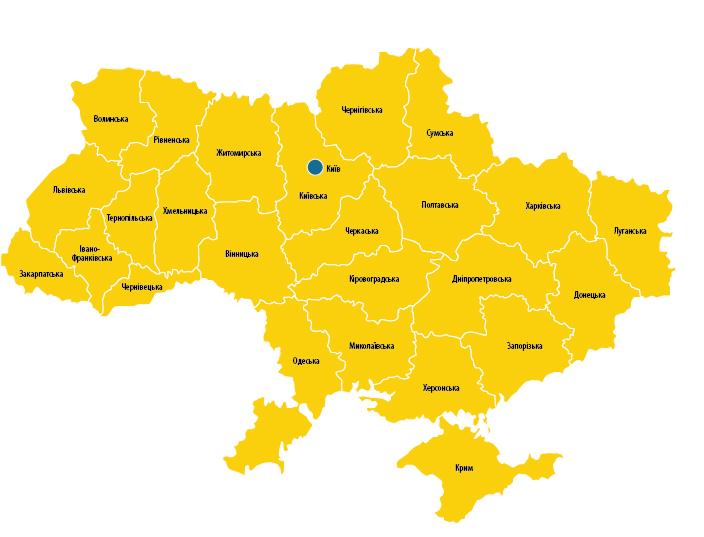 Чернігівська
Волинська
Сумська
Рівненська
Житомирська
Київ
Львівська
Київська
Полтавська
Харківська
Хмельницька
Тернопільська
Черкаська
Луганська
Івано-
Франківська
Вінницька
Закарпатська
Кіровоградська
Дніпропетровська
Чернівецька
Донецька
Миколаївська
Запорізька
Одеська
Херсонська
Крим